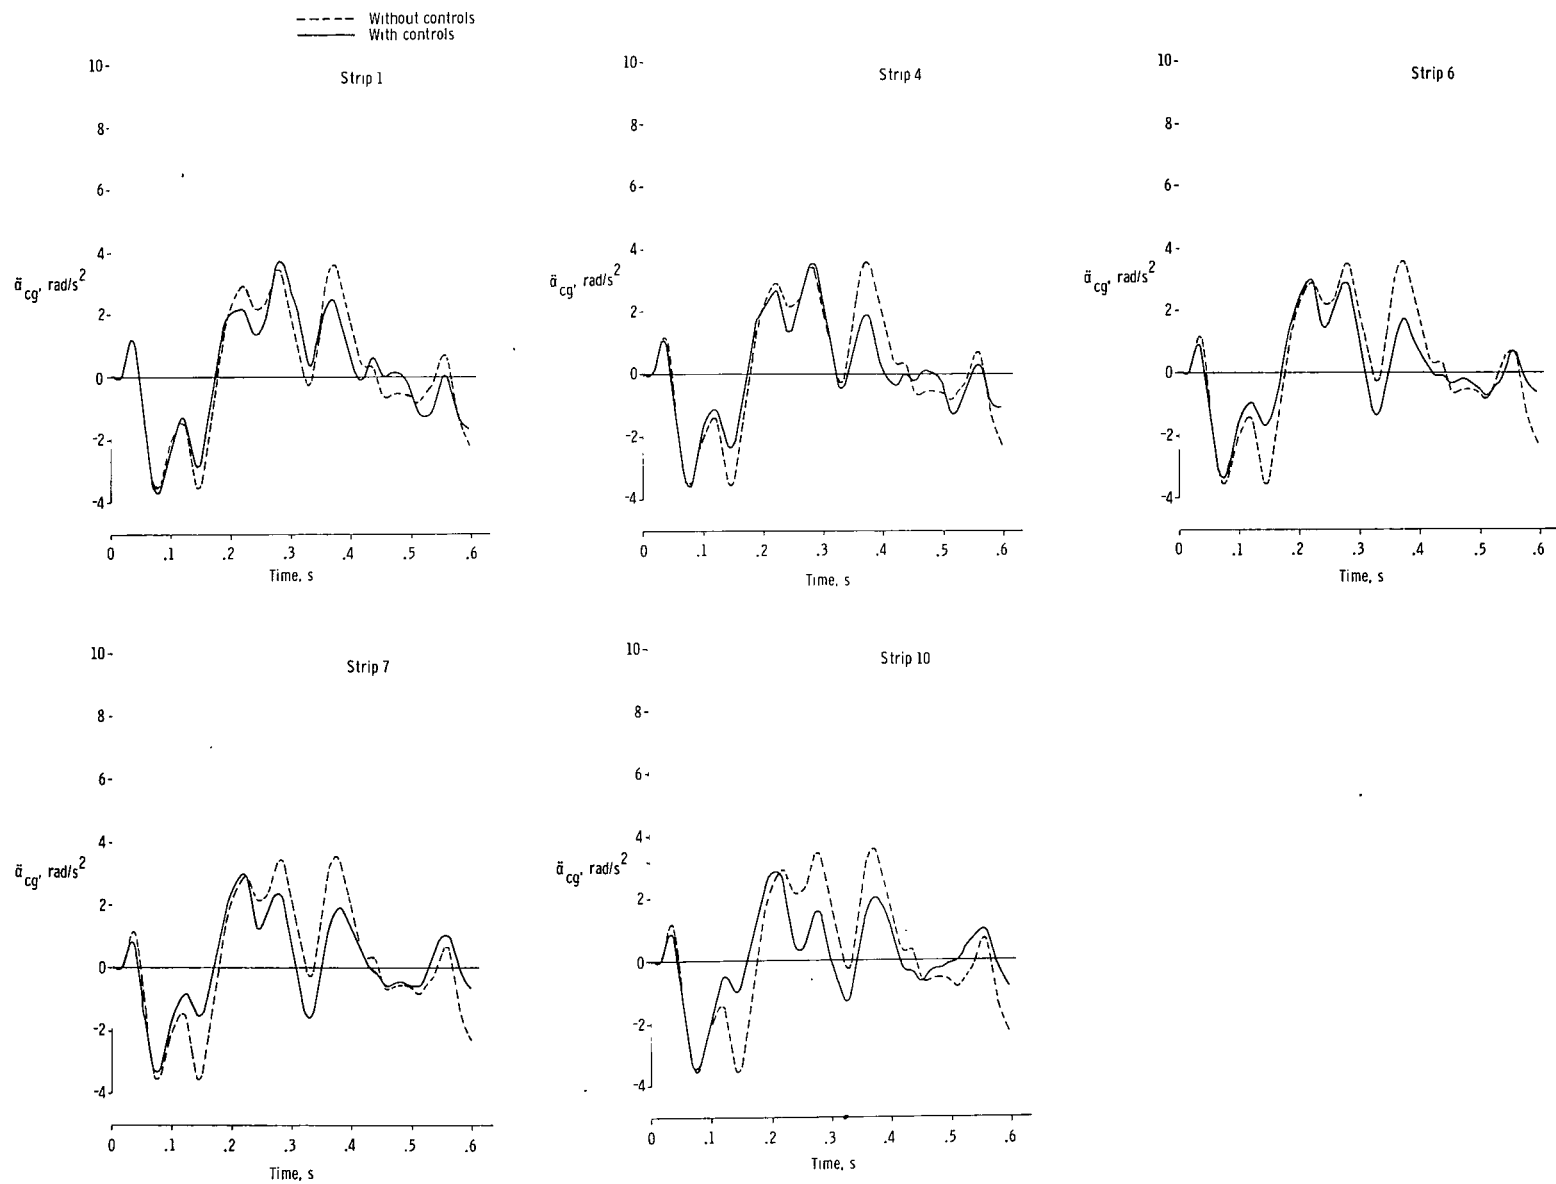 Without controls
With controls
Strip 1
10-
8-
6-
4-
2-
0
-2
-4
α̈cg, rad/s²
0 .1 .2 .3 .4 .5 .6
Time, s
Strip 4
10-
8-
6-
4-
2-
0
-2
-4
α̈cg, rad/s²
0 .1 .2 .3 .4 .5 .6
Time, s
Strip 6
10-
8-
6-
4-
2-
0
-2
-4
α̈cg, rad/s²
0 .1 .2 .3 .4 .5 .6
Time, s
Strip 7
10-
8-
6-
4-
2-
0
-2
-4
α̈cg, rad/s²
0 .1 .2 .3 .4 .5 .6
Time, s
Strip 10
10-
8-
6-
4-
2-
0
-2
-4
α̈cg, rad/s²
0 .1 .2 .3 .4 .5 .6
Time, s